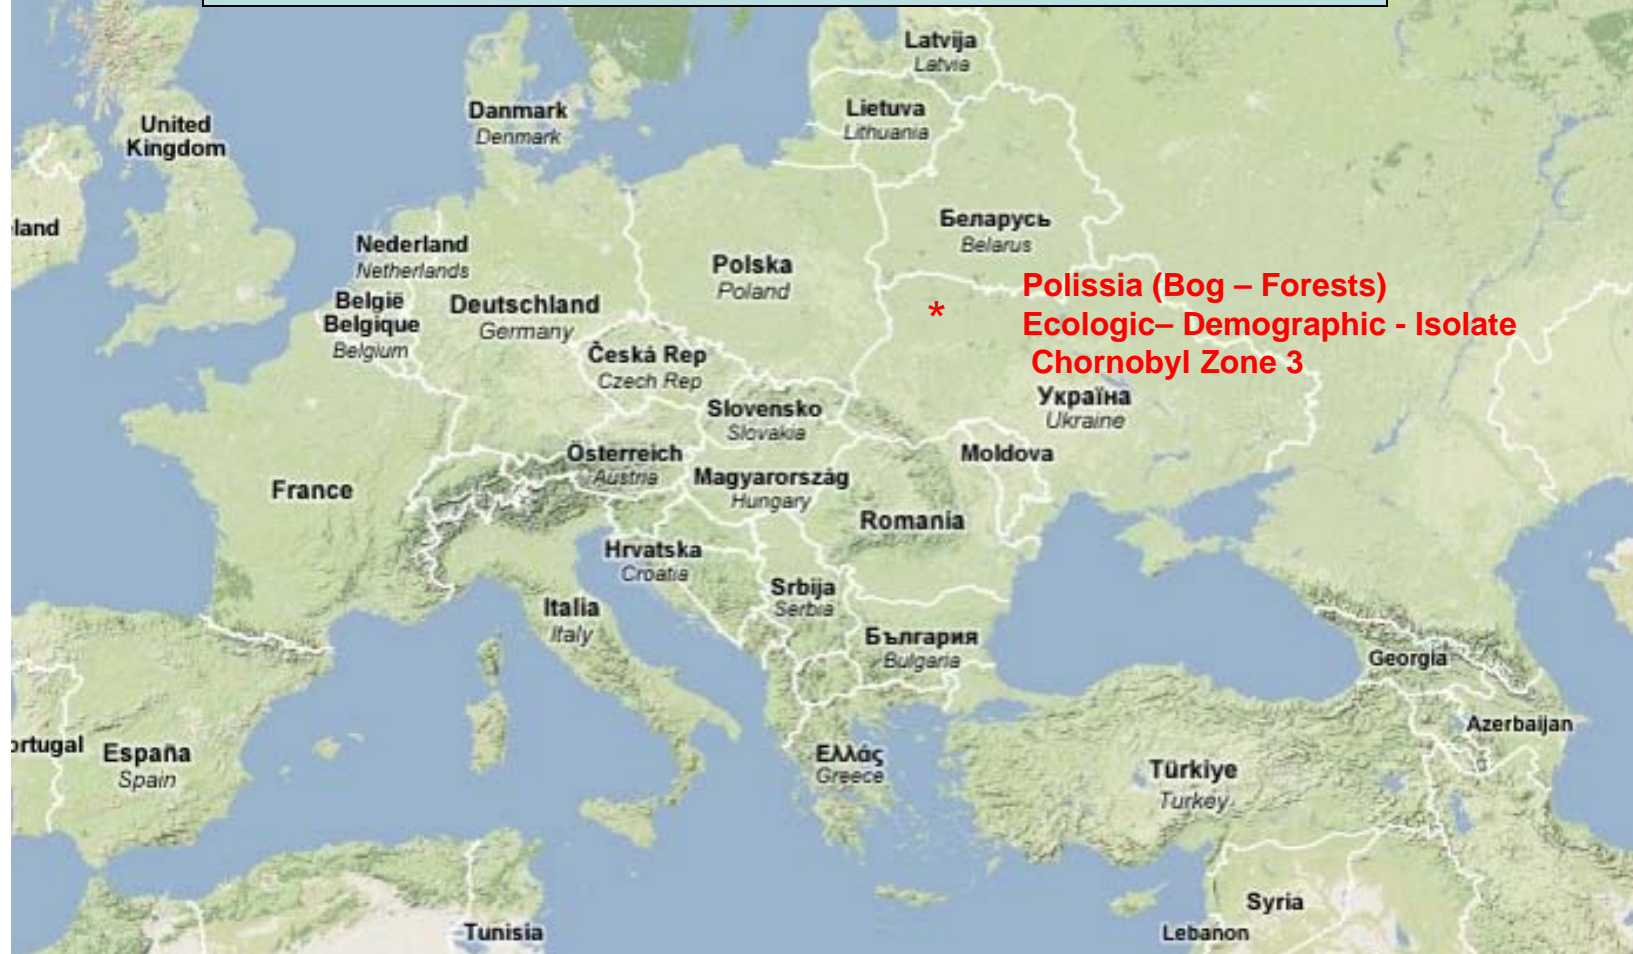 Latvija
Latvia
Danmark
Denmark
Lietuva
Lithuania
United
Kingdom
Беларусь
Belarus
land
Nederland
Netherlands
Polska
Poland
België
Belgique
Belgium
Deutschland
Germany
*
Polissia (Bog – Forests)
Ecologic– Demographic - Isolate
Chornobyl Zone 3
Česká Rep
Czech Rep
Україна
Ukraine
Slovensko
Slovakia
Österreich
Austria
Moldova
Magyarország
Hungary
France
Romania
Hrvatska
Croatia
Srbija
Serbia
Italia
Italy
България
Bulgaria
Georgia
Azerbaijan
ortugal
España
Spain
Ελλάς
Greece
Türkiye
Turkey
Syria
Tunisia
Lebanon